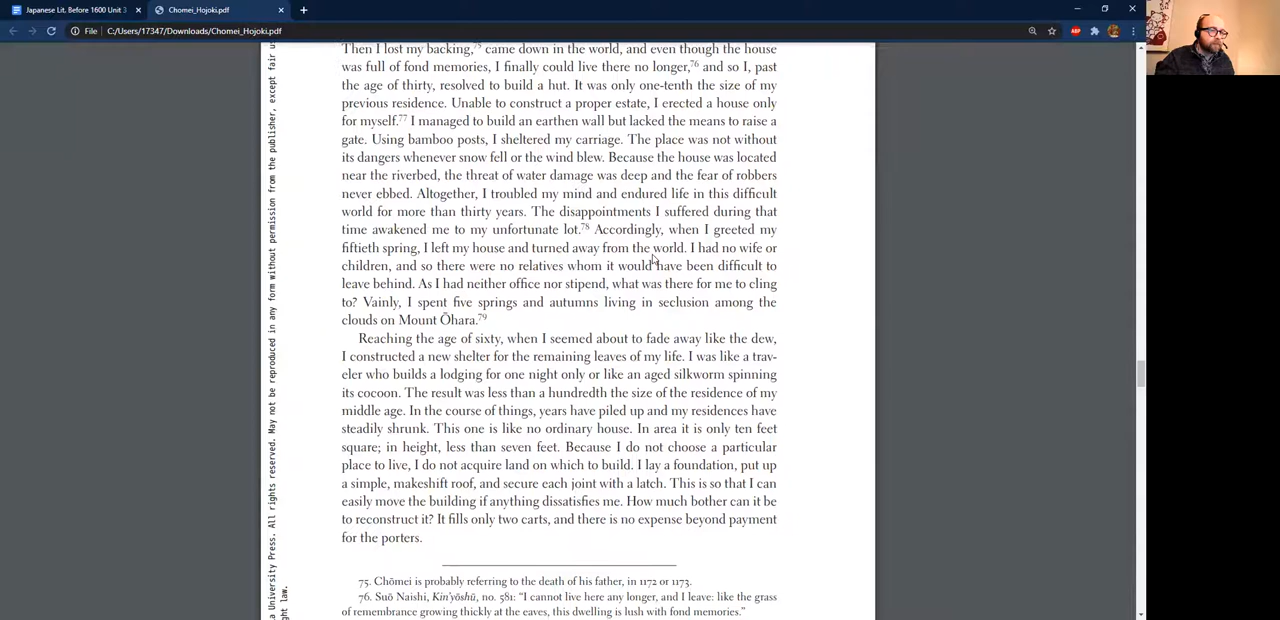 Japanese Lit. Before 1600 Unit 3
Chomei_Hojoki.pdf
File C:/Users/17347/Downloads/Chomei_Hojoki.pdf
ABP
a University Press. All rights reserved. May not be reproduced in any form without permission from the publisher, except fair u
ght law.
Then I lost my backing,75 came down in the world, and even though the house
was full of fond memories, I finally could live there no longer,76 and so I, past
the age of thirty, resolved to build a hut. It was only one-tenth the size of my
previous residence. Unable to construct a proper estate, I erected a house only
for myself.77 I managed to build an earthen wall but lacked the means to raise a
gate. Using bamboo posts, I sheltered my carriage. The place was not without
its dangers whenever snow fell or the wind blew. Because the house was located
near the riverbed, the threat of water damage was deep and the fear of robbers
never ebbed. Altogether, I troubled my mind and endured life in this difficult
world for more than thirty years. The disappointments I suffered during that
time awakened me to my unfortunate lot.78 Accordingly, when I greeted my
fiftieth spring, I left my house and turned away from the world. I had no wife or
children, and so there were no relatives whom it would have been difficult to
leave behind. As I had neither office nor stipend, what was there for me to cling
to? Vainly, I spent five springs and autumns living in seclusion among the
clouds on Mount Ōhara.79
Reaching the age of sixty, when I seemed about to fade away like the dew,
I constructed a new shelter for the remaining leaves of my life. I was like a trav-
eler who builds a lodging for one night only or like an aged silkworm spinning
its cocoon. The result was less than a hundredth the size of the residence of my
middle age. In the course of things, years have piled up and my residences have
steadily shrunk. This one is like no ordinary house. In area it is only ten feet
square; in height, less than seven feet. Because I do not choose a particular
place to live, I do not acquire land on which to build. I lay a foundation, put up
a simple, makeshift roof, and secure each joint with a latch. This is so that I can
easily move the building if anything dissatisfies me. How much bother can it be
to reconstruct it? It fills only two carts, and there is no expense beyond payment
for the porters.
75. Chōmei is probably referring to the death of his father, in 1172 or 1173.
76. Suō Naishi, Kin'yōshū, no. 581: "I cannot live here any longer, and I leave: like the grass
of remembrance growing thickly at the eaves, this dwelling is lush with fond memories."